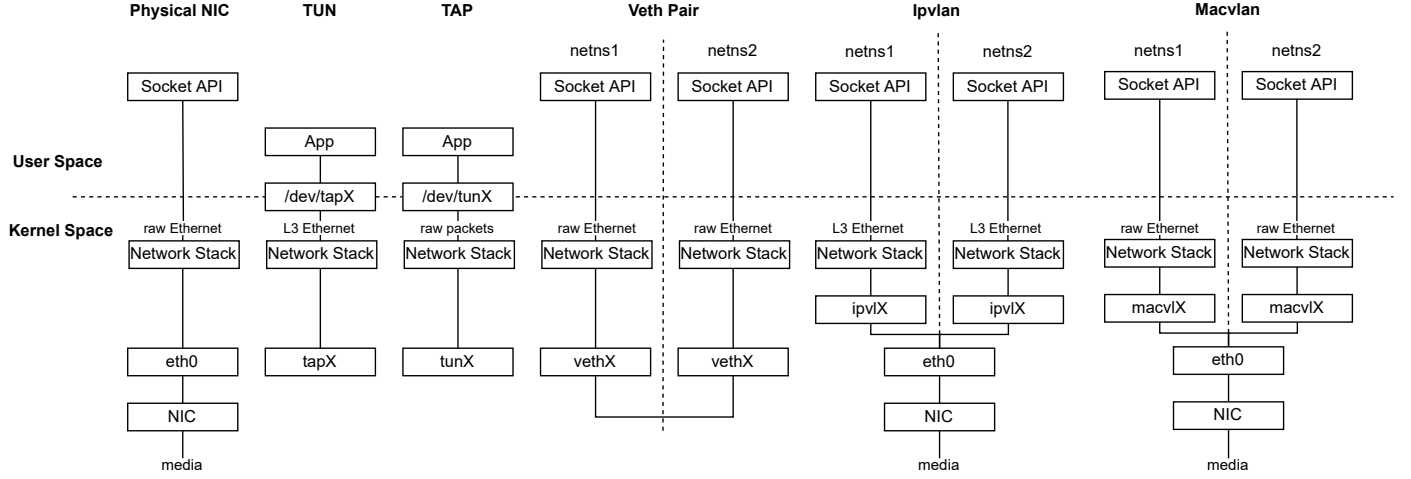 Physical NIC TUN TAP Veth Pair Ipvlan Macvlan
netns1 netns2 netns1 netns2 netns1 netns2
Socket API Socket API Socket API Socket API Socket API Socket API Socket API
App App
User Space
/dev/tapX /dev/tunX
Kernel Space
raw Ethernet L3 Ethernet raw packets raw Ethernet raw Ethernet L3 Ethernet L3 Ethernet raw Ethernet raw Ethernet
Network Stack Network Stack Network Stack Network Stack Network Stack Network Stack Network Stack Network Stack Network Stack
ipvlX ipvlX macvlX macvlX
eth0 tapX tunX vethX vethX eth0 eth0
NIC NIC NIC
media media media